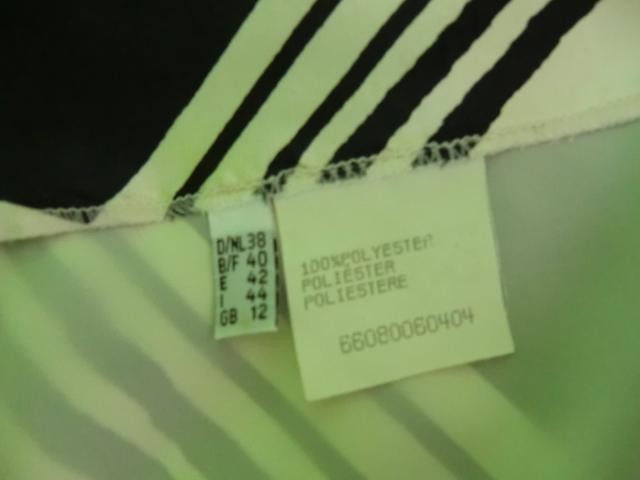 D/NL 38
B/F 40
E 42
I 44
GB 12
100%POLYESTER
POLIÉSTER
POLIESTERE
66080060404